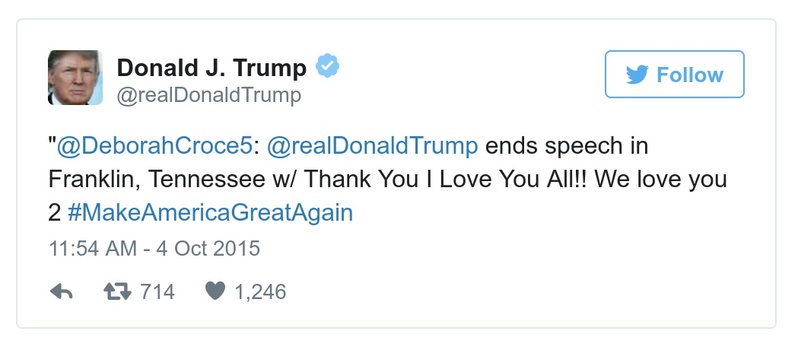 Donald J. Trump
@realDonaldTrump
Follow
"@DeborahCroce5: @realDonaldTrump ends speech in
Franklin, Tennessee w/ Thank You I Love You All!! We love you
2 #MakeAmericaGreatAgain
11:54 AM - 4 Oct 2015
714 1,246